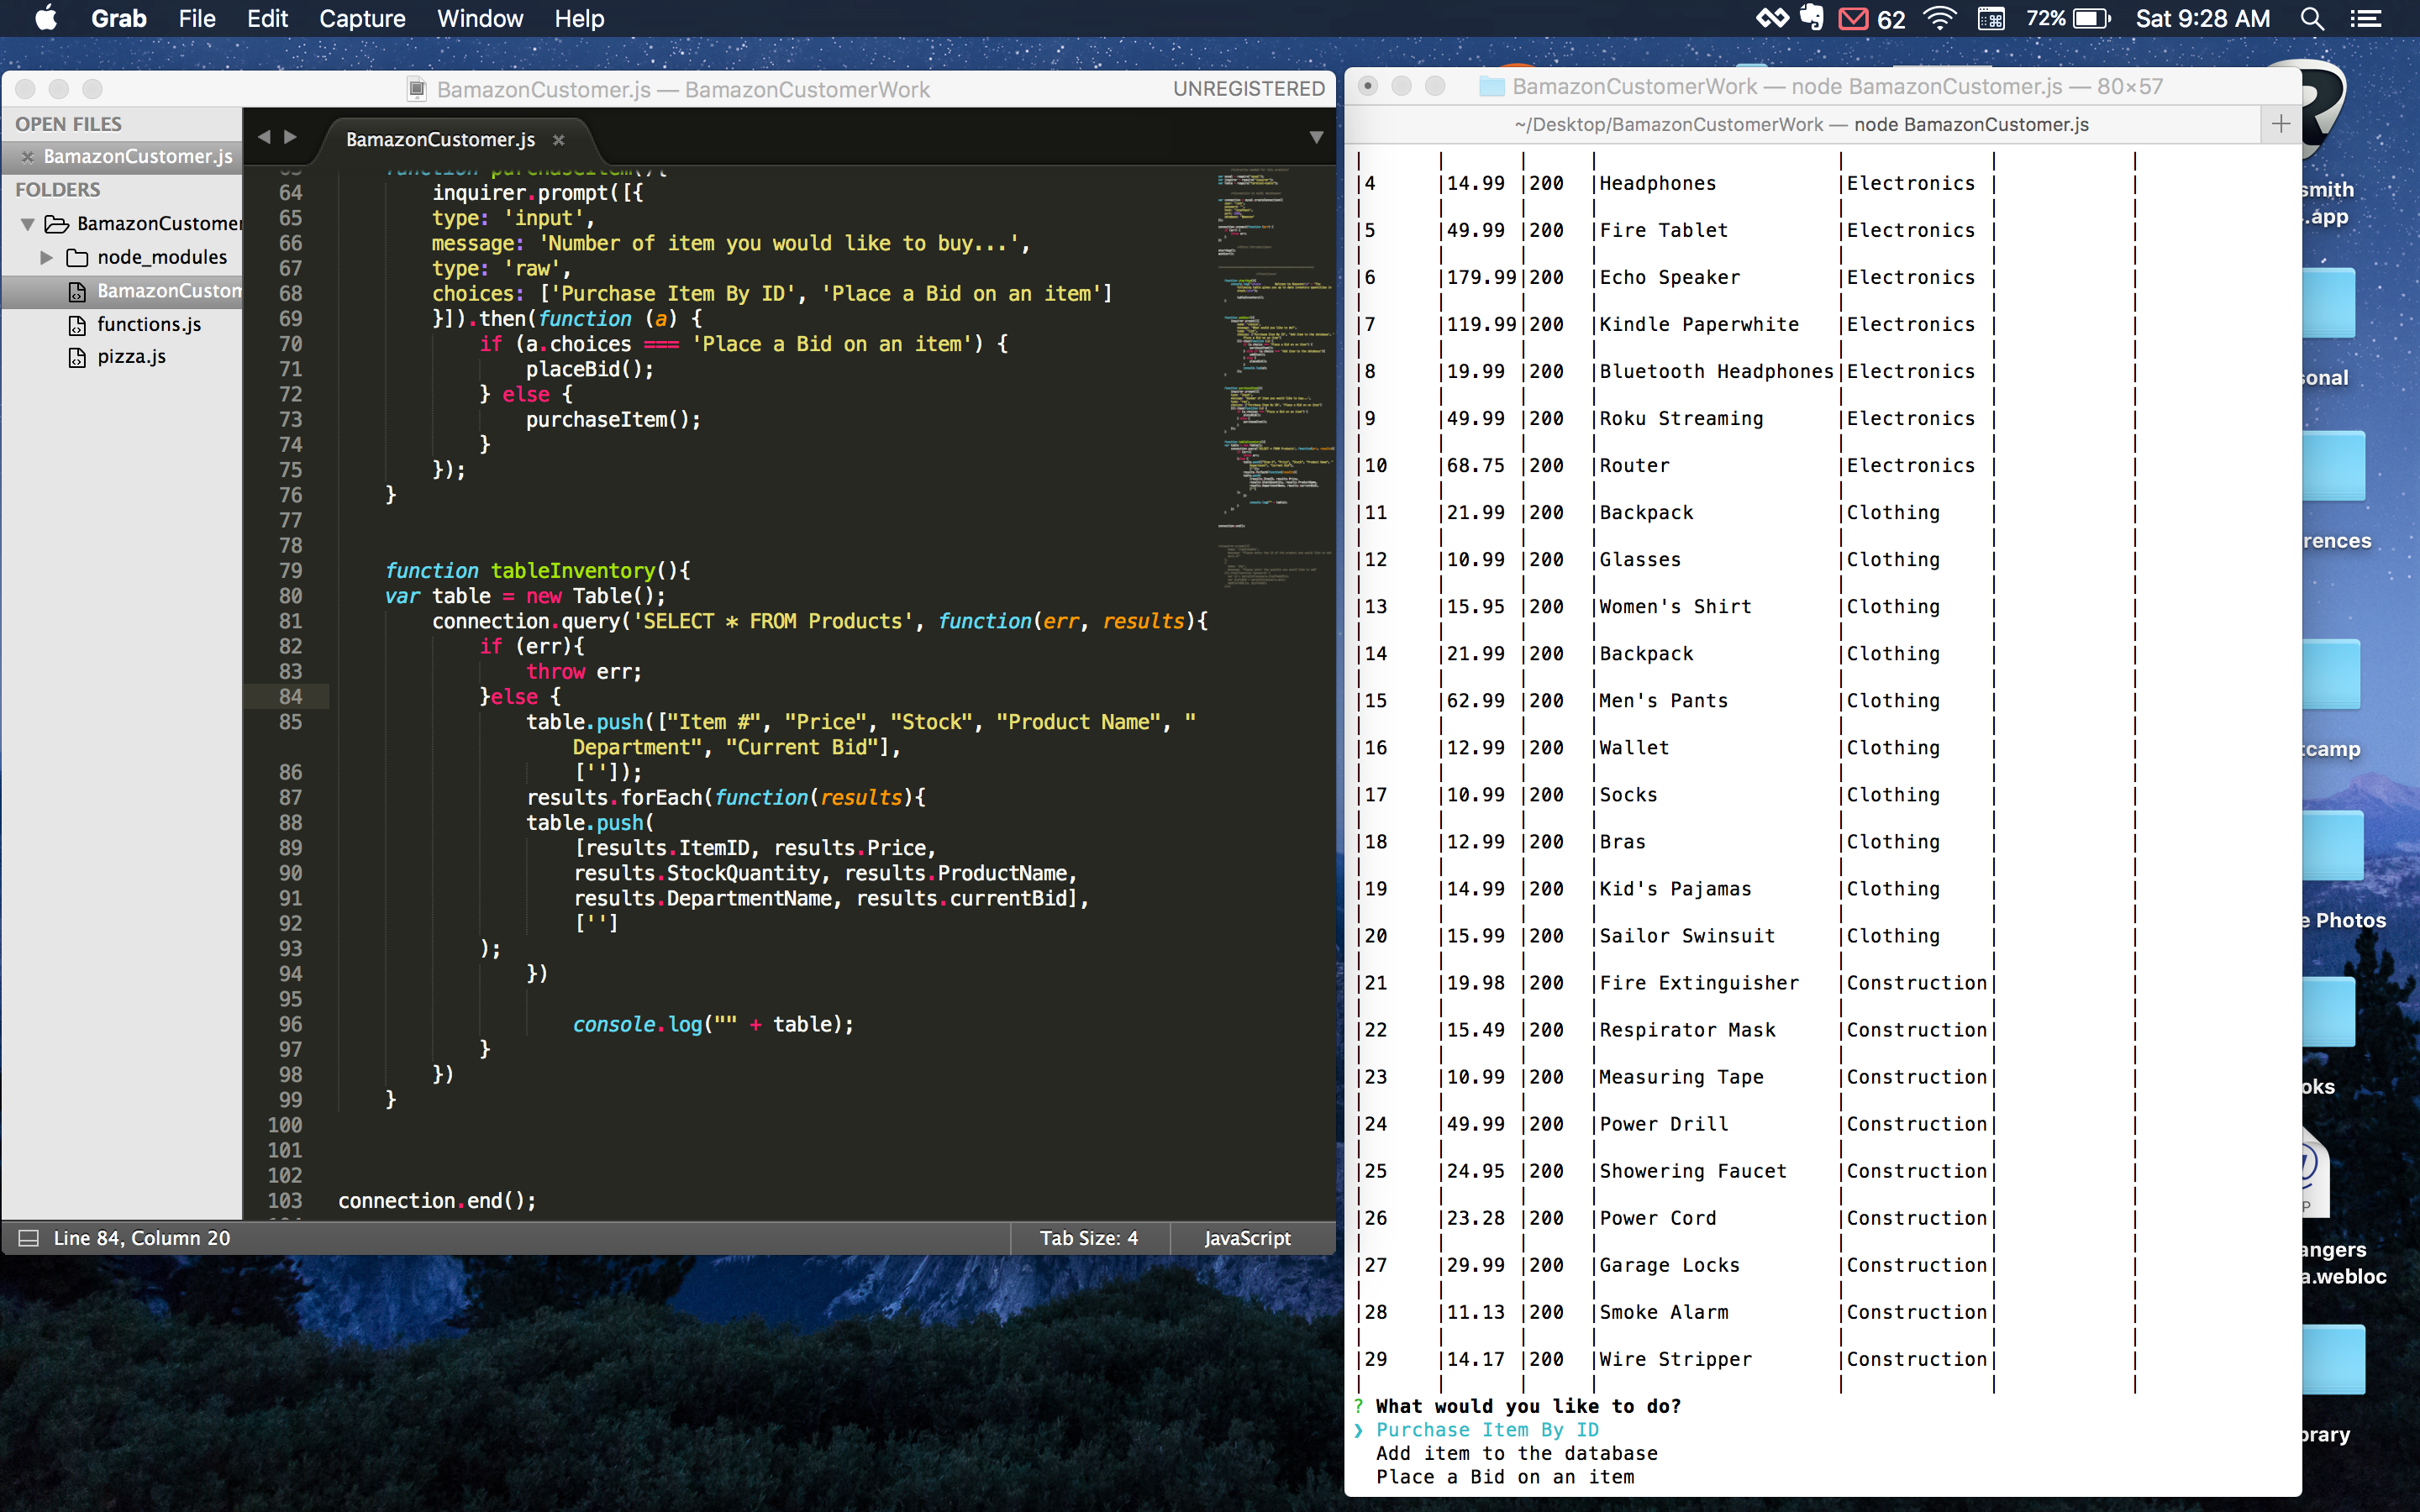 Grab File Edit Capture Window Help 62 72% Sat 9:28 AM
BamazonCustomer.js — BamazonCustomerWork UNREGISTERED
OPEN FILES
BamazonCustomer.js
FOLDERS
BamazonCustomer
node_modules
BamazonCustom
functions.js
pizza.js
BamazonCustomer.js
function purchaseItem(){
64 inquirer.prompt([{
65 type: 'input',
66 message: 'Number of item you would like to buy...',
67 type: 'raw',
68 choices: ['Purchase Item By ID', 'Place a Bid on an item']
69 }]).then(function (a) {
70 if (a.choices === 'Place a Bid on an item') {
71 placeBid();
72 } else {
73 purchaseItem();
74 }
75 });
76 }
77
78
79 function tableInventory(){
80 var table = new Table();
81 connection.query('SELECT * FROM Products', function(err, results){
82 if (err){
83 throw err;
84 }else {
85 table.push(["Item #", "Price", "Stock", "Product Name", "
Department", "Current Bid"],
86 ['']);
87 results.forEach(function(results){
88 table.push(
89 [results.ItemID, results.Price,
90 results.StockQuantity, results.ProductName,
91 results.DepartmentName, results.currentBid],
92 ['']
93 );
94 })
95
96 console.log("" + table);
97 }
98 })
99 }
100
101
102
103 connection.end();
Line 84, Column 20 Tab Size: 4 JavaScript
BamazonCustomerWork — node BamazonCustomer.js — 80×57
~/Desktop/BamazonCustomerWork — node BamazonCustomer.js
|4 |14.99 |200 |Headphones |Electronics | |
|5 |49.99 |200 |Fire Tablet |Electronics | |
|6 |179.99|200 |Echo Speaker |Electronics | |
|7 |119.99|200 |Kindle Paperwhite |Electronics | |
|8 |19.99 |200 |Bluetooth Headphones|Electronics | |
|9 |49.99 |200 |Roku Streaming |Electronics | |
|10 |68.75 |200 |Router |Electronics | |
|11 |21.99 |200 |Backpack |Clothing | |
|12 |10.99 |200 |Glasses |Clothing | |
|13 |15.95 |200 |Women's Shirt |Clothing | |
|14 |21.99 |200 |Backpack |Clothing | |
|15 |62.99 |200 |Men's Pants |Clothing | |
|16 |12.99 |200 |Wallet |Clothing | |
|17 |10.99 |200 |Socks |Clothing | |
|18 |12.99 |200 |Bras |Clothing | |
|19 |14.99 |200 |Kid's Pajamas |Clothing | |
|20 |15.99 |200 |Sailor Swinsuit |Clothing | |
|21 |19.98 |200 |Fire Extinguisher |Construction| |
|22 |15.49 |200 |Respirator Mask |Construction| |
|23 |10.99 |200 |Measuring Tape |Construction| |
|24 |49.99 |200 |Power Drill |Construction| |
|25 |24.95 |200 |Showering Faucet |Construction| |
|26 |23.28 |200 |Power Cord |Construction| |
|27 |29.99 |200 |Garage Locks |Construction| |
|28 |11.13 |200 |Smoke Alarm |Construction| |
|29 |14.17 |200 |Wire Stripper |Construction| |
? What would you like to do?
❯ Purchase Item By ID
Add item to the database
Place a Bid on an item
smith
.app
sonal
rences
tcamp
e Photos
oks
angers
a.webloc
brary